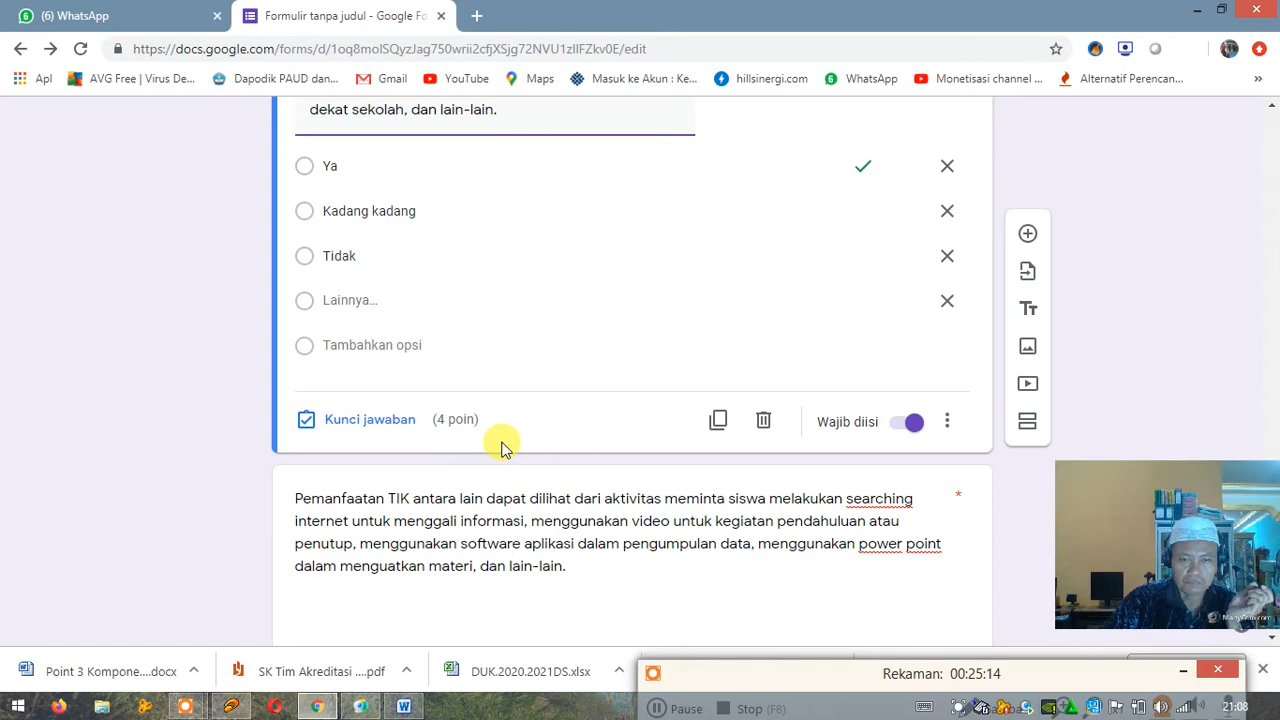 (6) WhatsApp
Formulir tanpa judul - Google Fo
https://docs.google.com/forms/d/1oq8molSQyzJag750wrii2cfjXSjg72NVU1zIlFZkv0E/edit
Apl
AVG Free | Virus De...
Dapodik PAUD dan...
Gmail
YouTube
Maps
Masuk ke Akun : Ke...
hillsinergi.com
WhatsApp
Monetisasi channel ...
Alternatif Perencan...
»
dekat sekolah, dan lain-lain.
Ya
Kadang kadang
Tidak
Lainnya...
Tambahkan opsi
Kunci jawaban (4 poin)
Wajib diisi
Pemanfaatan TIK antara lain dapat dilihat dari aktivitas meminta siswa melakukan searching *
internet untuk menggali informasi, menggunakan video untuk kegiatan pendahuluan atau
penutup, menggunakan software aplikasi dalam pengumpulan data, menggunakan power point
dalam menguatkan materi, dan lain-lain.
Point 3 Kompone....docx
SK Tim Akreditasi ....pdf
DUK.2020.2021DS.xlsx
Rekaman: 00:25:14
Pause
Stop (F8)
21:08